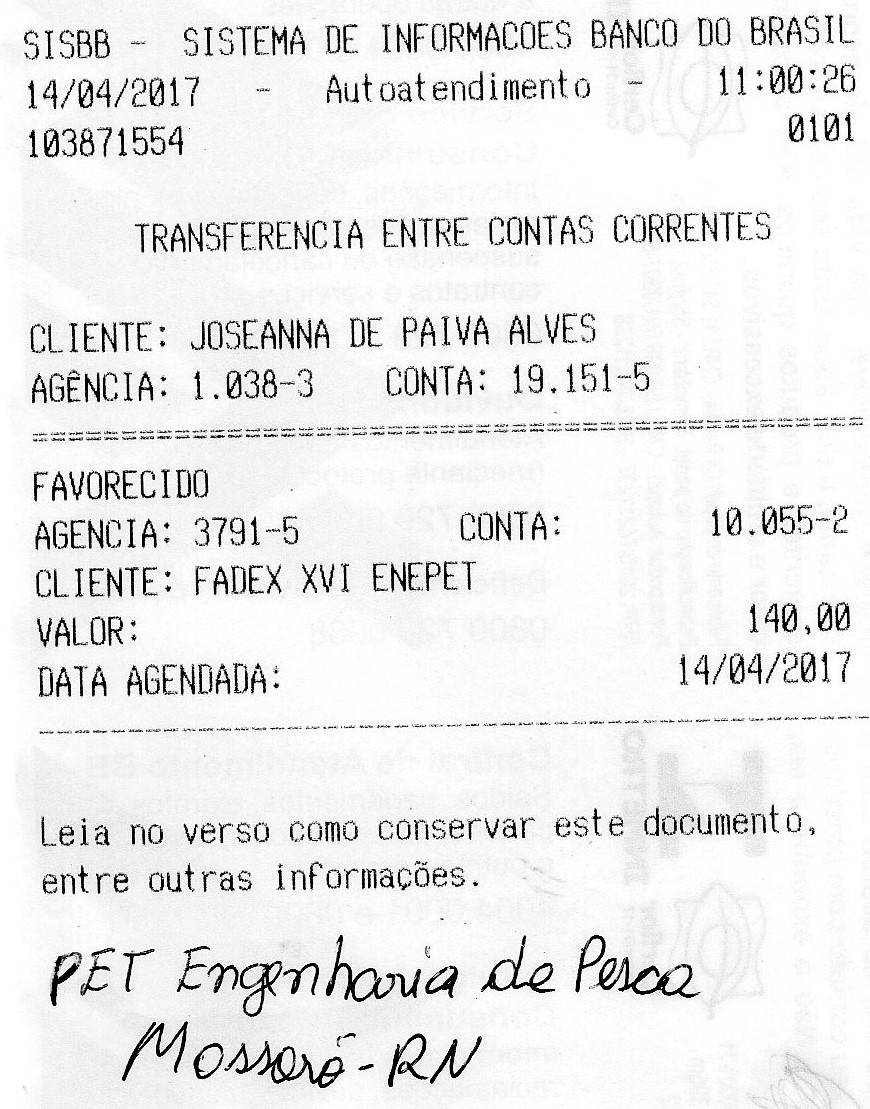 SISBB - SISTEMA DE INFORMACOES BANCO DO BRASIL
14/04/2017 - Autoatendimento - 11:00:26
103871554 0101
TRANSFERENCIA ENTRE CONTAS CORRENTES
CLIENTE: JOSEANNA DE PAIVA ALVES
AGÊNCIA: 1.038-3 CONTA: 19.151-5
FAVORECIDO
AGENCIA: 3791-5 CONTA: 10.055-2
CLIENTE: FADEX XVI ENEPET
VALOR: 140,00
DATA AGENDADA: 14/04/2017
Leia no verso como conservar este documento,
entre outras informações.
PET Engenharia de Pesca
Mossoró-RN